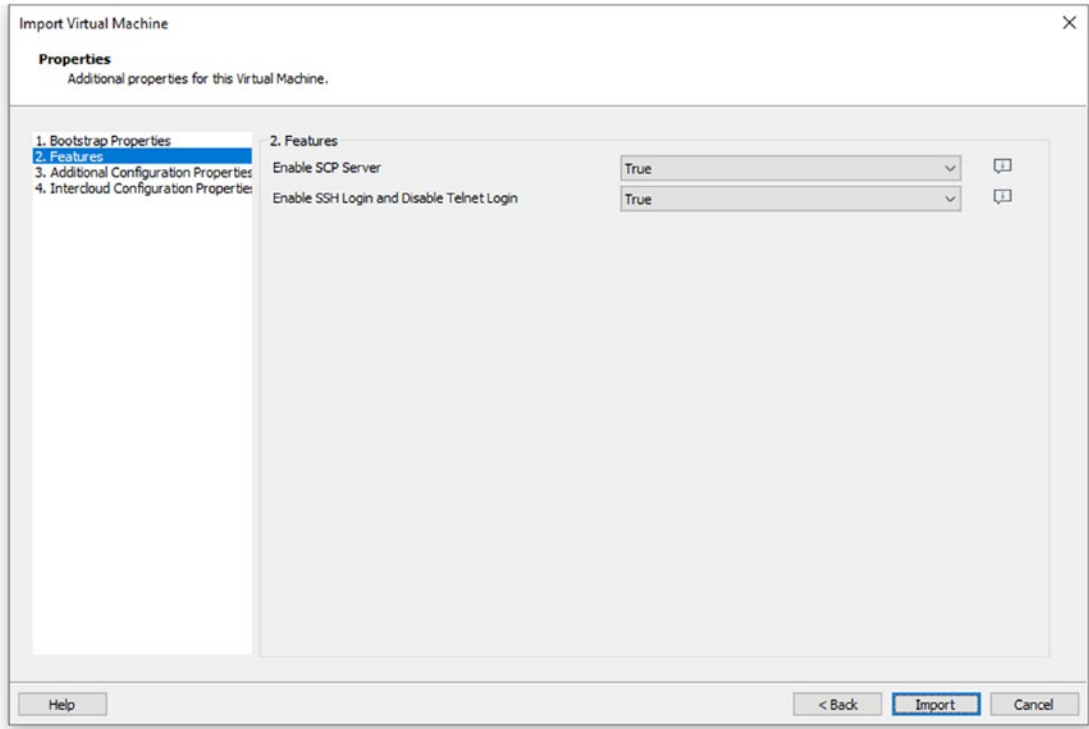 Import Virtual Machine
Properties
Additional properties for this Virtual Machine.
1. Bootstrap Properties
2. Features
3. Additional Configuration Properties
4. Intercloud Configuration Properties
2. Features
Enable SCP Server
True
Enable SSH Login and Disable Telnet Login
True
Help
< Back
Import
Cancel